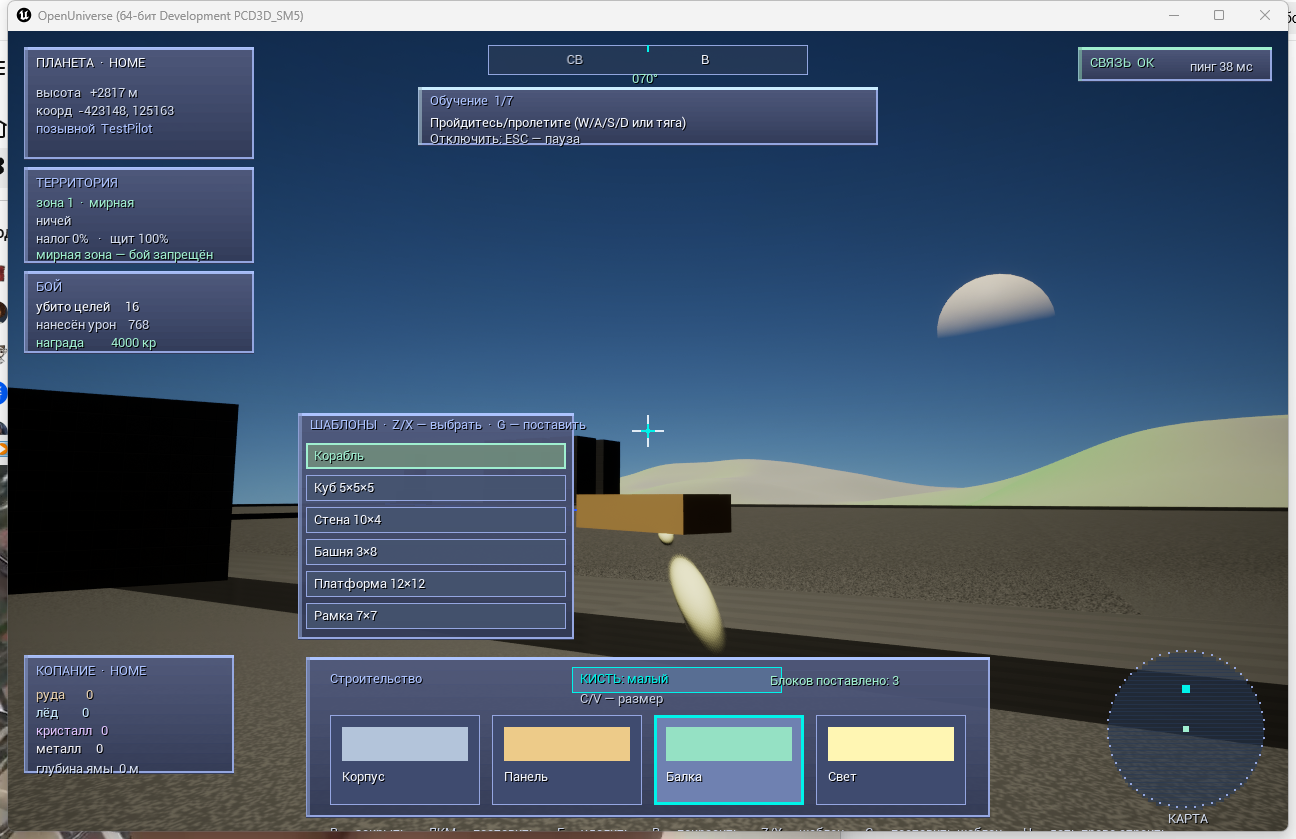 OpenUniverse (64-бит Development PCD3D_SM5)
ПЛАНЕТА · HOME
высота +2817 м
коорд -423148, 125163
позывной TestPilot
СВ В
070°
Обучение 1/7
Пройдитесь/пролетите (W/A/S/D или тяга)
Отключить: ESC — пауза
СВЯЗЬ OK пинг 38 мс
ТЕРРИТОРИЯ
зона 1 · мирная
ничей
налог 0% · щит 100%
мирная зона — бой запрещён
БОЙ
убито целей 16
нанесён урон 768
награда 4000 кр
ШАБЛОНЫ · Z/X — выбрать · G — поставить
Корабль
Куб 5×5×5
Стена 10×4
Башня 3×8
Платформа 12×12
Рамка 7×7
КОПАНИЕ · HOME
руда 0
лёд 0
кристалл 0
металл 0
глубина ямы 0 м
Строительство
КИСТЬ: малый
Блоков поставлено: 3
C/V — размер
Корпус
Панель
Балка
Свет
КАРТА